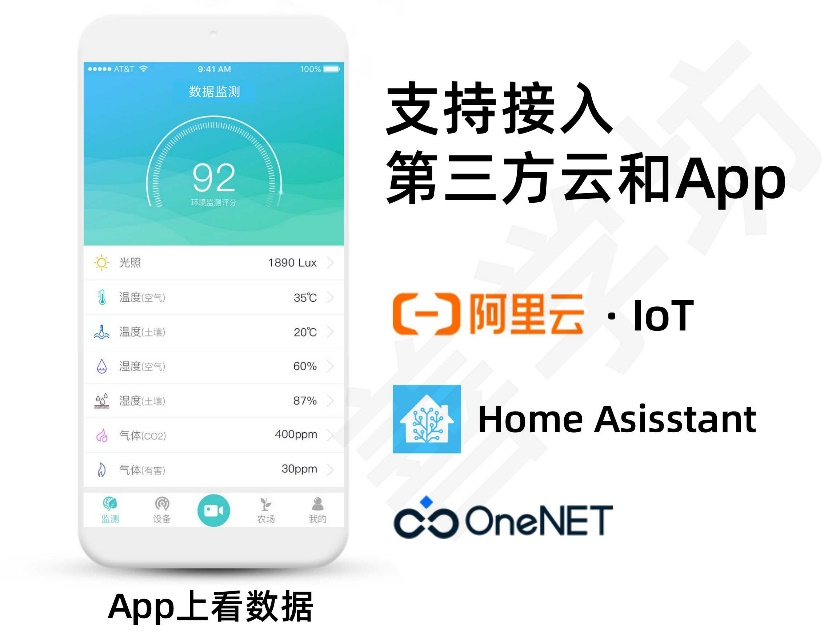 AT&T 9:41 AM 100%
数据监测
92
环境监测评分
光照 1890 Lux
温度(空气) 35℃
温度(土壤) 20℃
湿度(空气) 60%
湿度(土壤) 87%
气体(CO2) 400ppm
气体(有害) 30ppm
监测 设备 农场 我的
App上看数据
支持接入
第三方云和App
阿里云 · IoT
Home Asisstant
OneNET